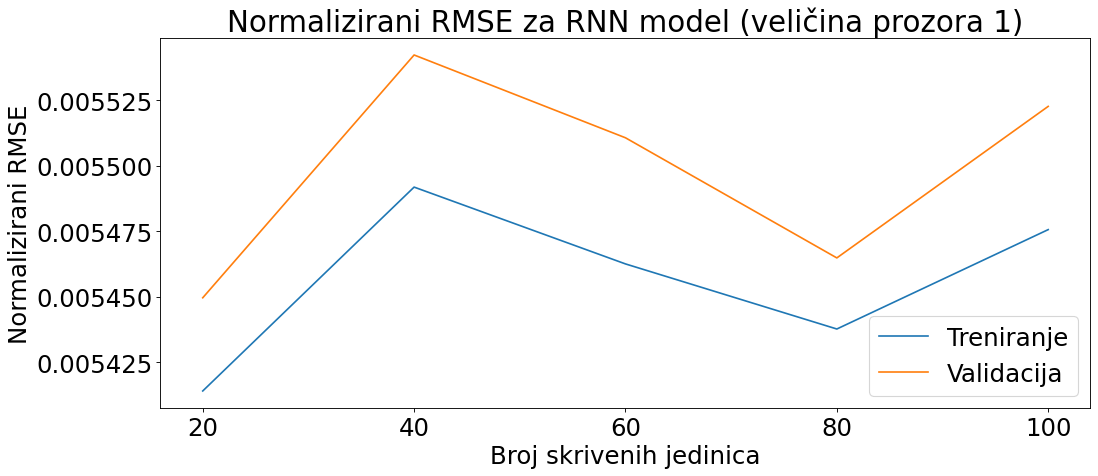 Normalizirani RMSE za RNN model (veličina prozora 1)
Normalizirani RMSE
0.005525
0.005500
0.005475
0.005450
0.005425
20 40 60 80 100
Broj skrivenih jedinica
Treniranje
Validacija